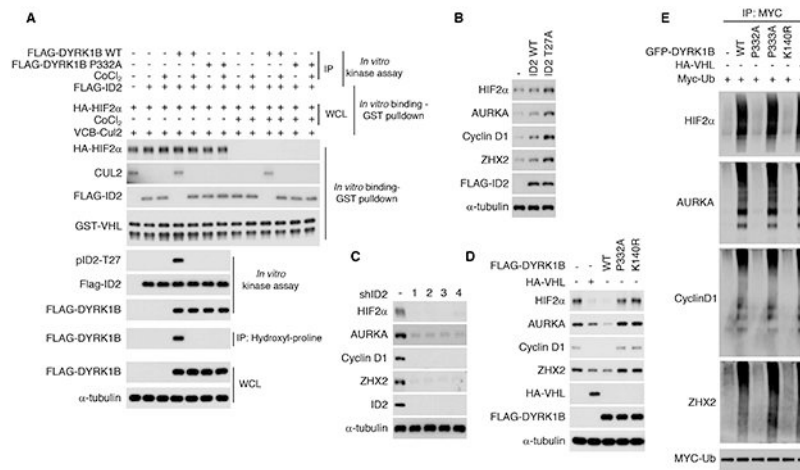 A
FLAG-DYRK1B WT - - - + + - - - - - + + - -
FLAG-DYRK1B P332A
CoCl2
FLAG-ID2
IP
In vitro
kinase assay
HA-HIF2α
CoCl2
VCB-Cul2
WCL
In vitro binding -
GST pulldown
HA-HIF2α
CUL2
FLAG-ID2
GST-VHL
In vitro binding-
GST pulldown
pID2-T27
Flag-ID2
FLAG-DYRK1B
In vitro
kinase assay
FLAG-DYRK1B
IP: Hydroxyl-proline
FLAG-DYRK1B
α-tubulin
WCL
B
- ID2 WT ID2 T27A
HIF2α
AURKA
Cyclin D1
ZHX2
FLAG-ID2
α-tubulin
C
shID2 - 1 2 3 4
HIF2α
AURKA
Cyclin D1
ZHX2
ID2
α-tubulin
D
FLAG-DYRK1B - - WT P332A K140R
HA-VHL - + - - -
HIF2α
AURKA
Cyclin D1
ZHX2
HA-VHL
FLAG-DYRK1B
α-tubulin
E
IP: MYC
GFP-DYRK1B - WT P332A P333A K140R
HA-VHL - - - - -
Myc-Ub + + + + +
HIF2α
AURKA
CyclinD1
ZHX2
MYC-Ub